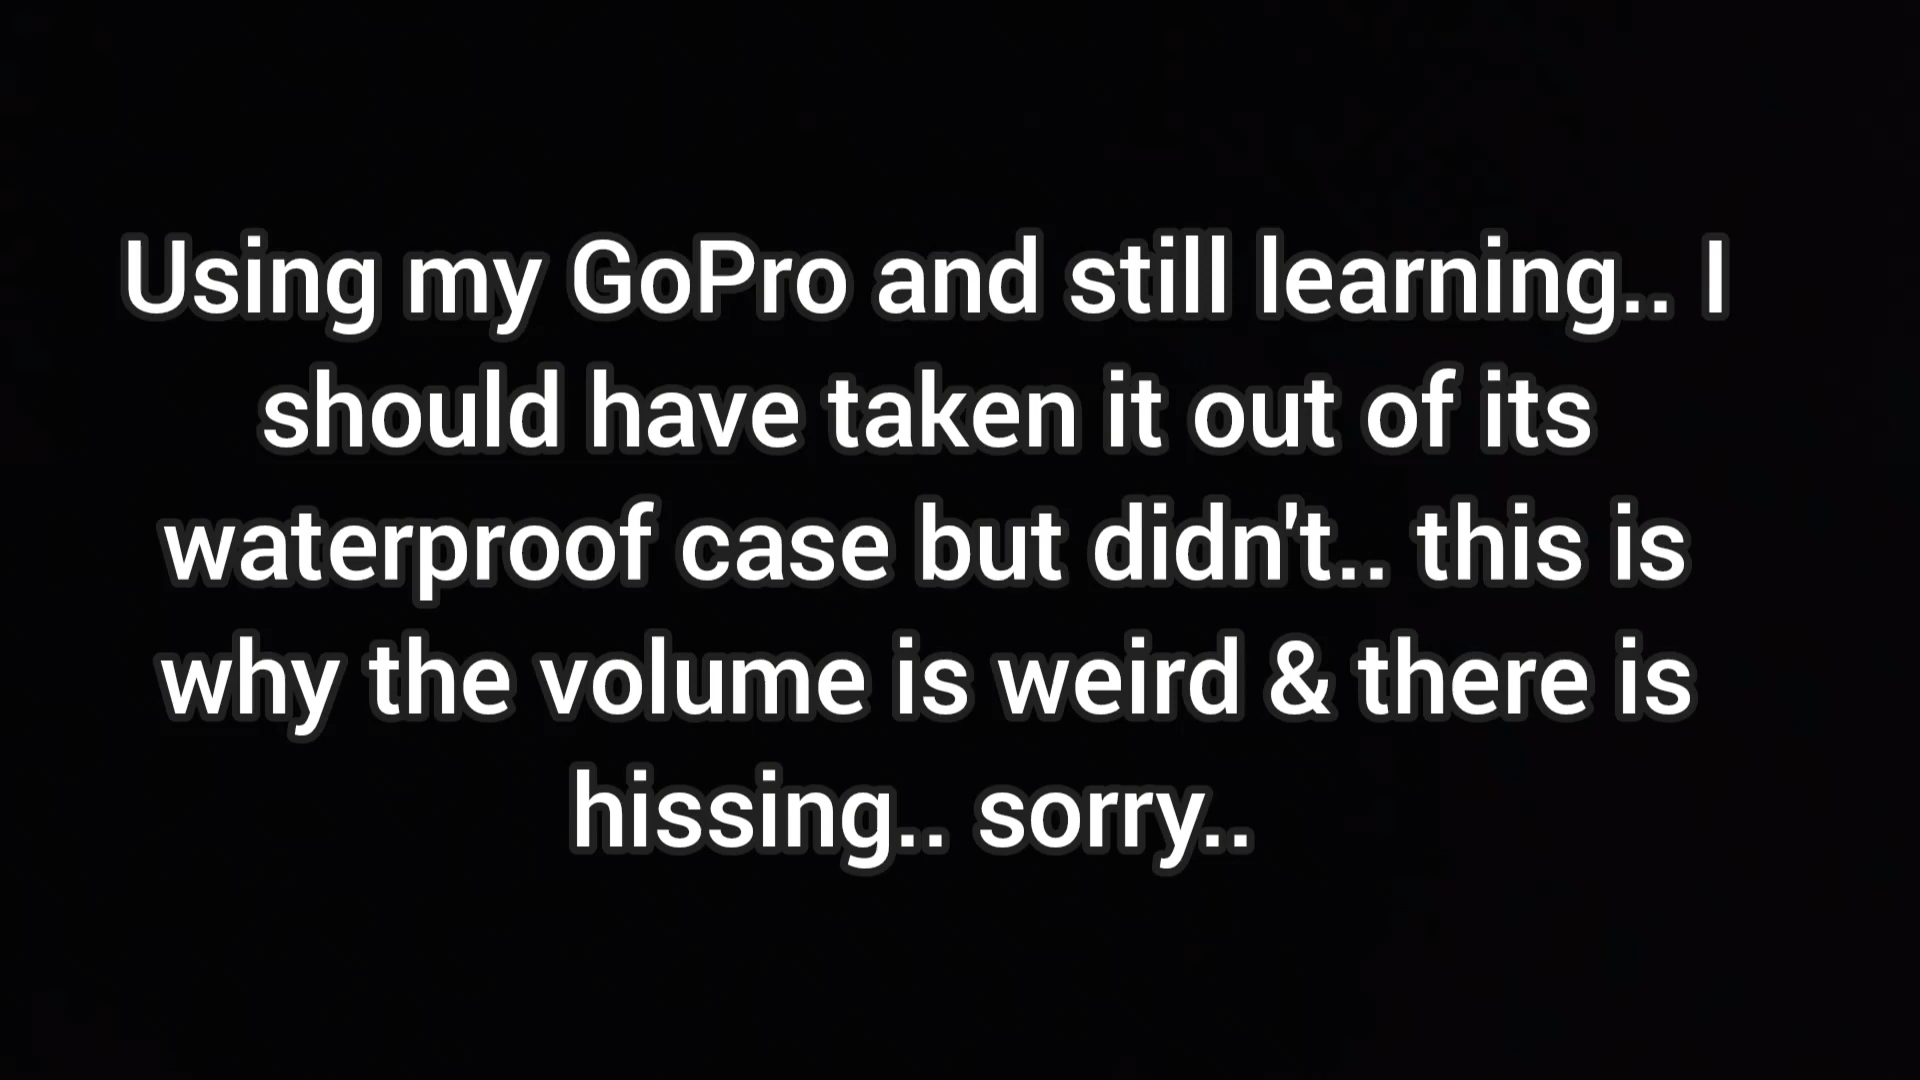 Using my GoPro and still learning.. I
should have taken it out of its
waterproof case but didn't.. this is
why the volume is weird & there is
hissing.. sorry..